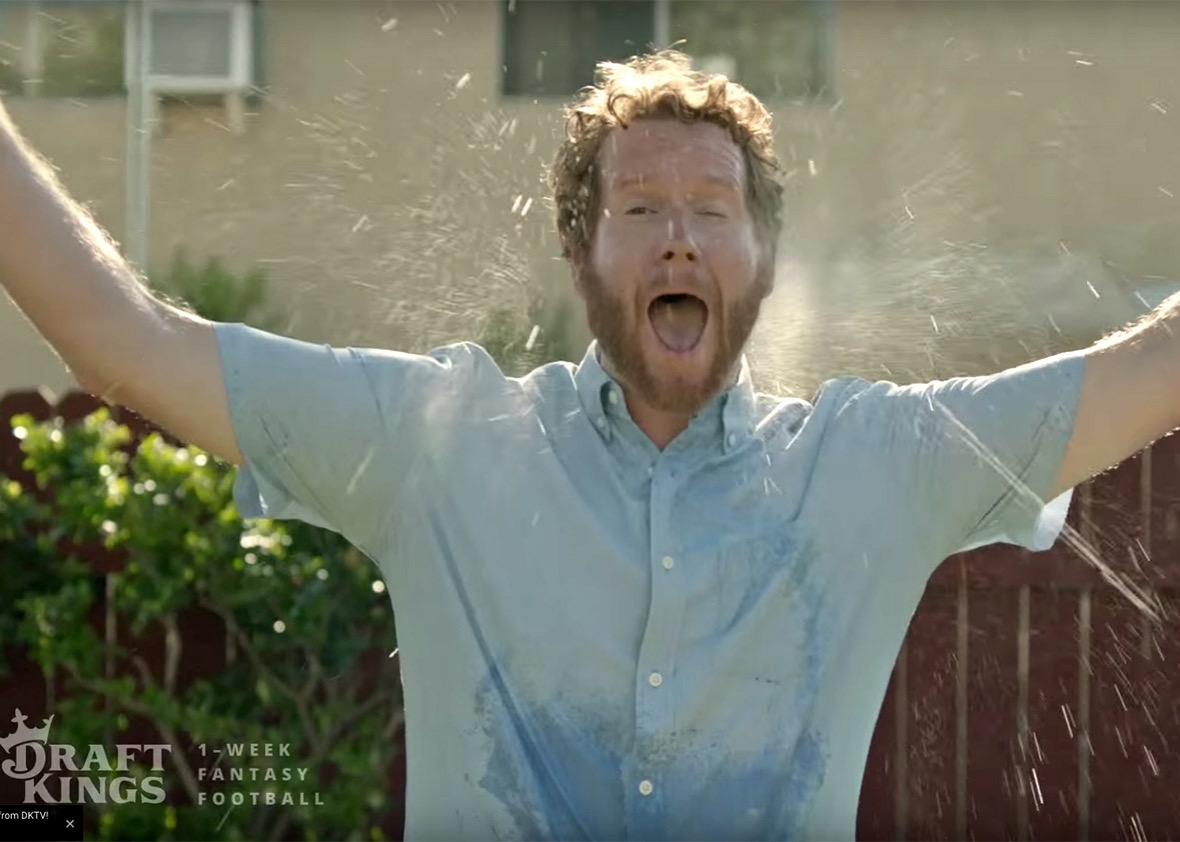 DRAFT
KINGS
1-WEEK
FANTASY
FOOTBALL
from DKTV!
×